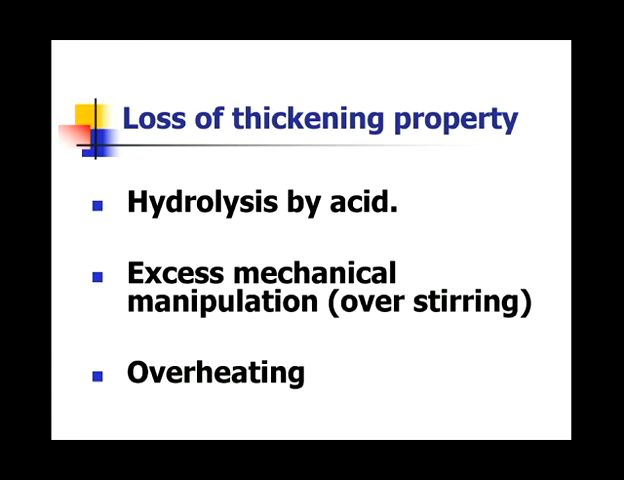 Loss of thickening property
Hydrolysis by acid.
Excess mechanical
manipulation (over stirring)
Overheating